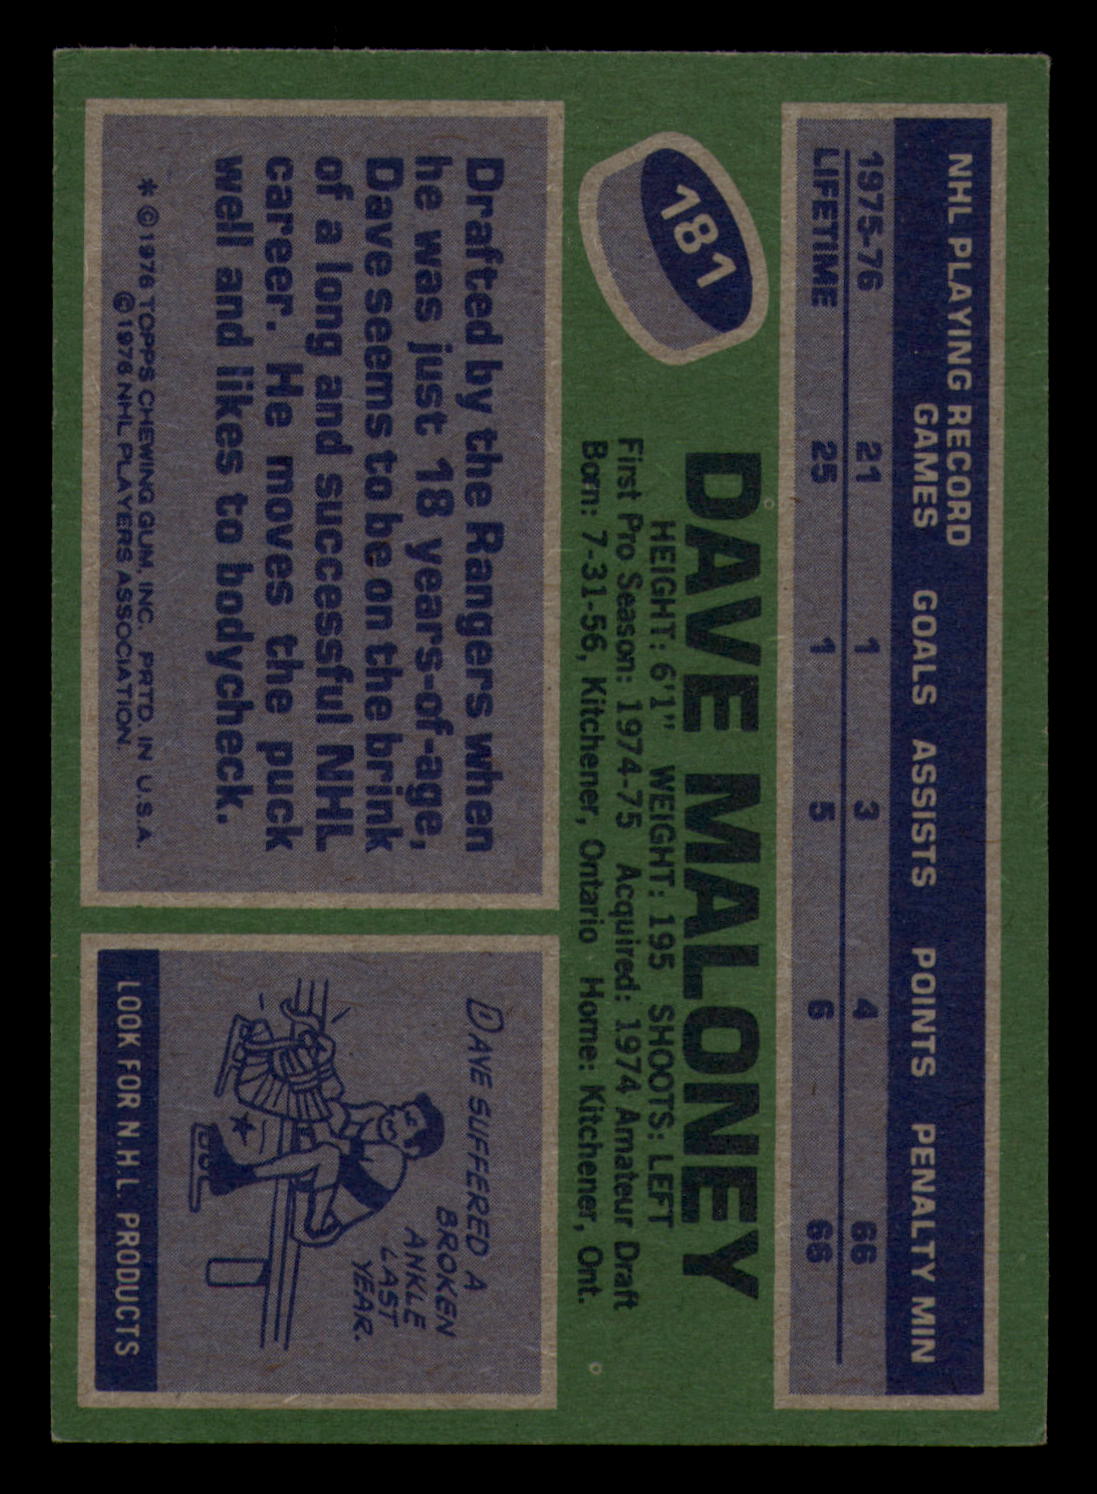 NHL PLAYING RECORD
GAMES GOALS ASSISTS POINTS PENALTY MIN
1975-76 21 1 3 4 66
LIFETIME 25 1 5 6 66
181
DAVE MALONEY
HEIGHT: 6'1" WEIGHT: 195 SHOOTS: LEFT
First Pro Season: 1974-75 Acquired: 1974 Amateur Draft
Born: 7-31-56, Kitchener, Ontario Home: Kitchener, Ont.
Drafted by the Rangers when
he was just 18 years-of-age,
Dave seems to be on the brink
of a long and successful NHL
career. He moves the puck
well and likes to bodycheck.
* © 1976 TOPPS CHEWING GUM, INC. PRTD. IN U.S.A.
© 1976 NHL PLAYERS ASSOCIATION.
DAVE SUFFERED A
BROKEN
ANKLE
LAST
YEAR.
LOOK FOR N.H.L. PRODUCTS